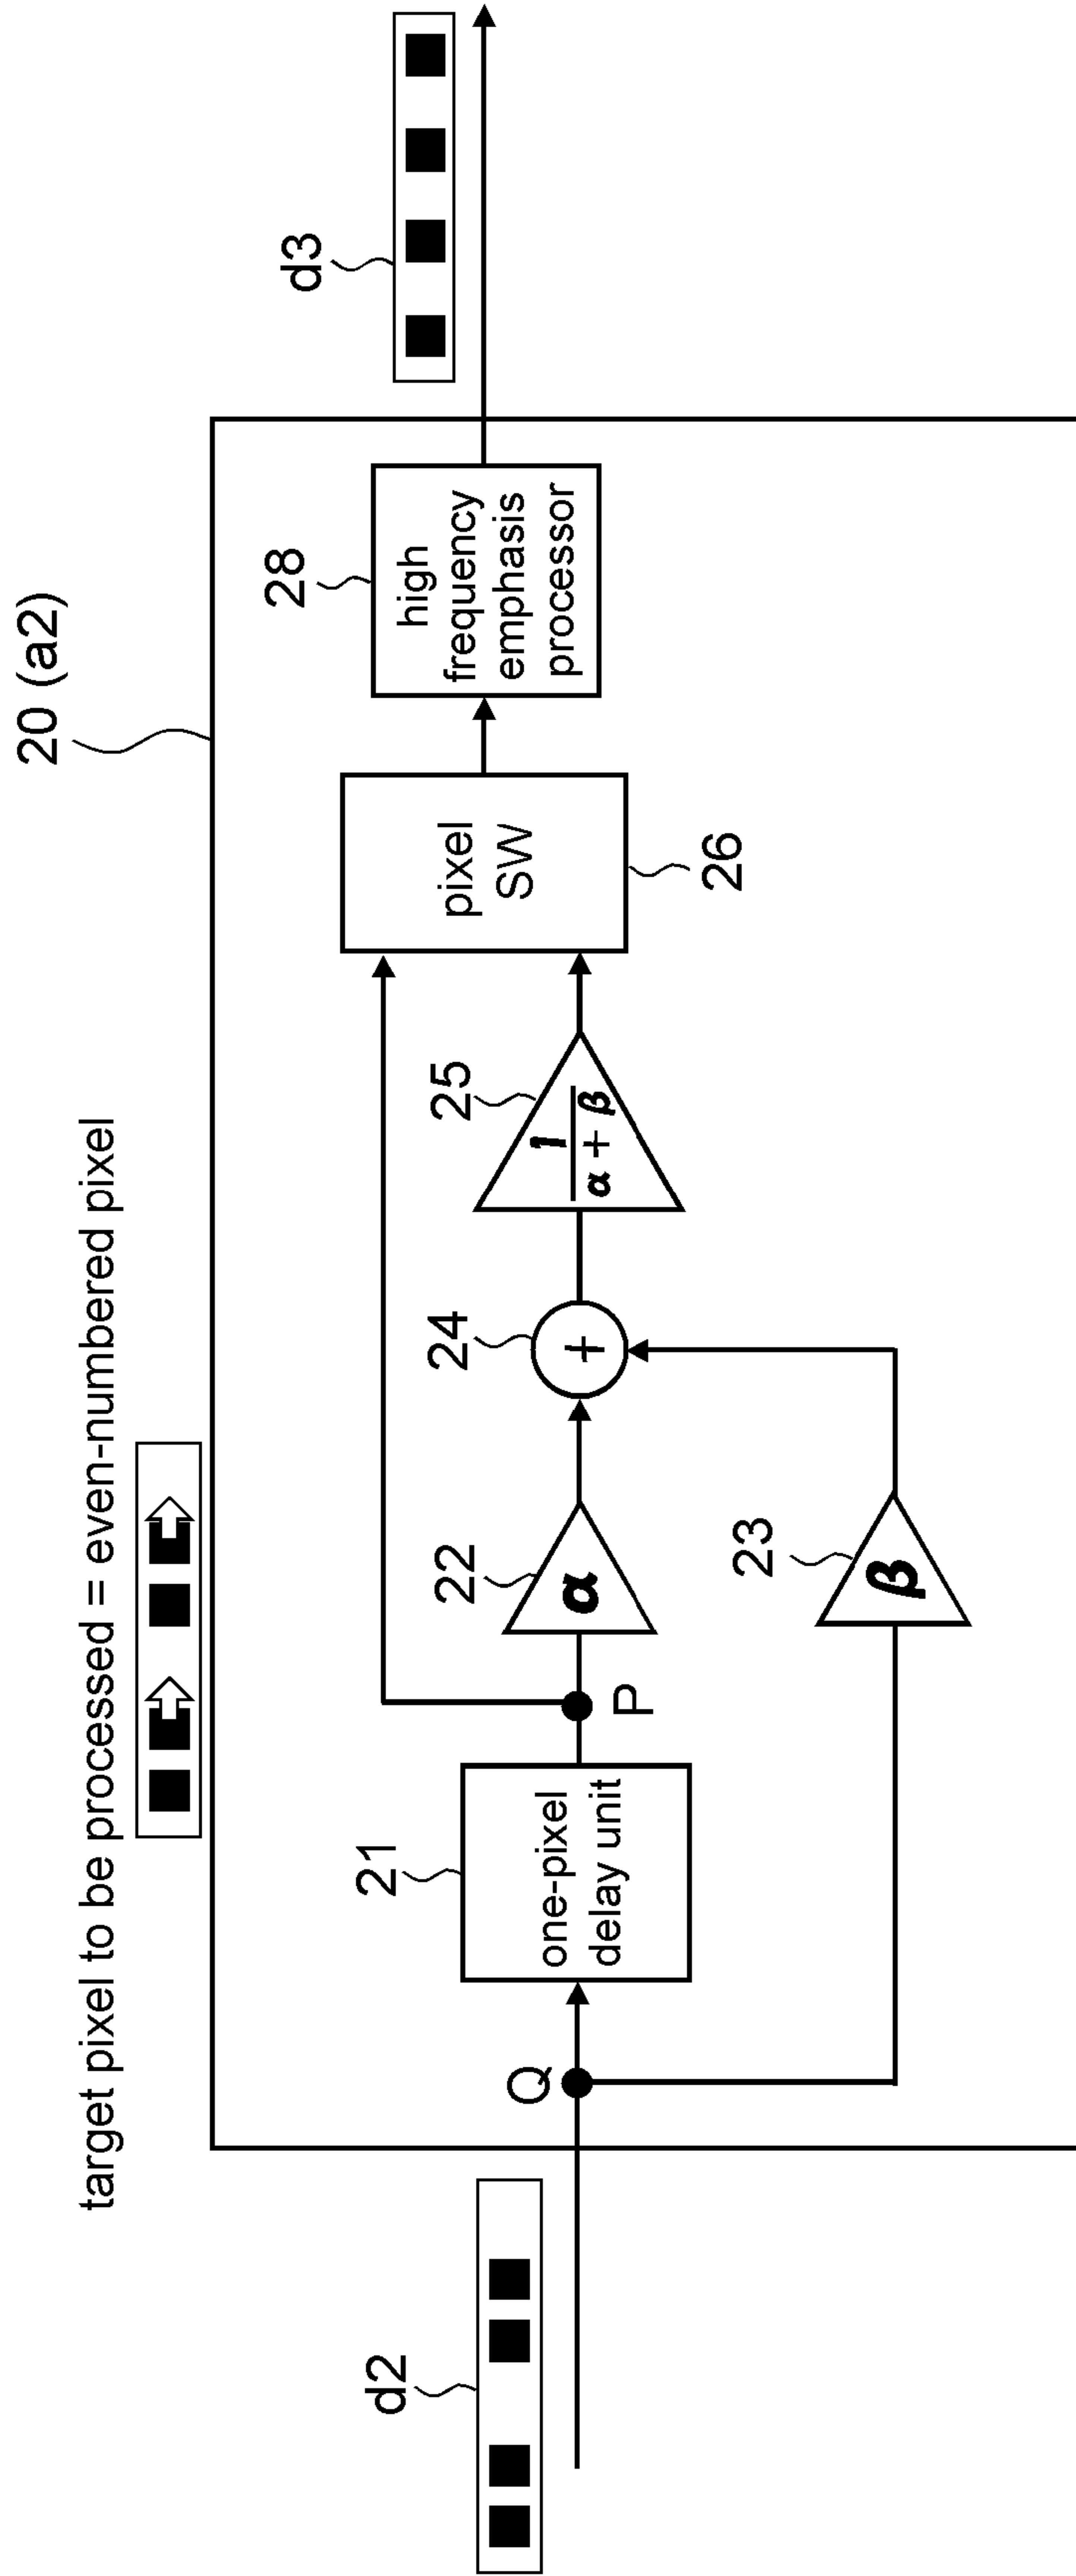 20 (a2)
target pixel to be processed = even-numbered pixel
d2
d3
Q
21
one-pixel
delay unit
P
22
α
23
β
24
+
25
1
α + β
pixel
SW
26
28
high
frequency
emphasis
processor